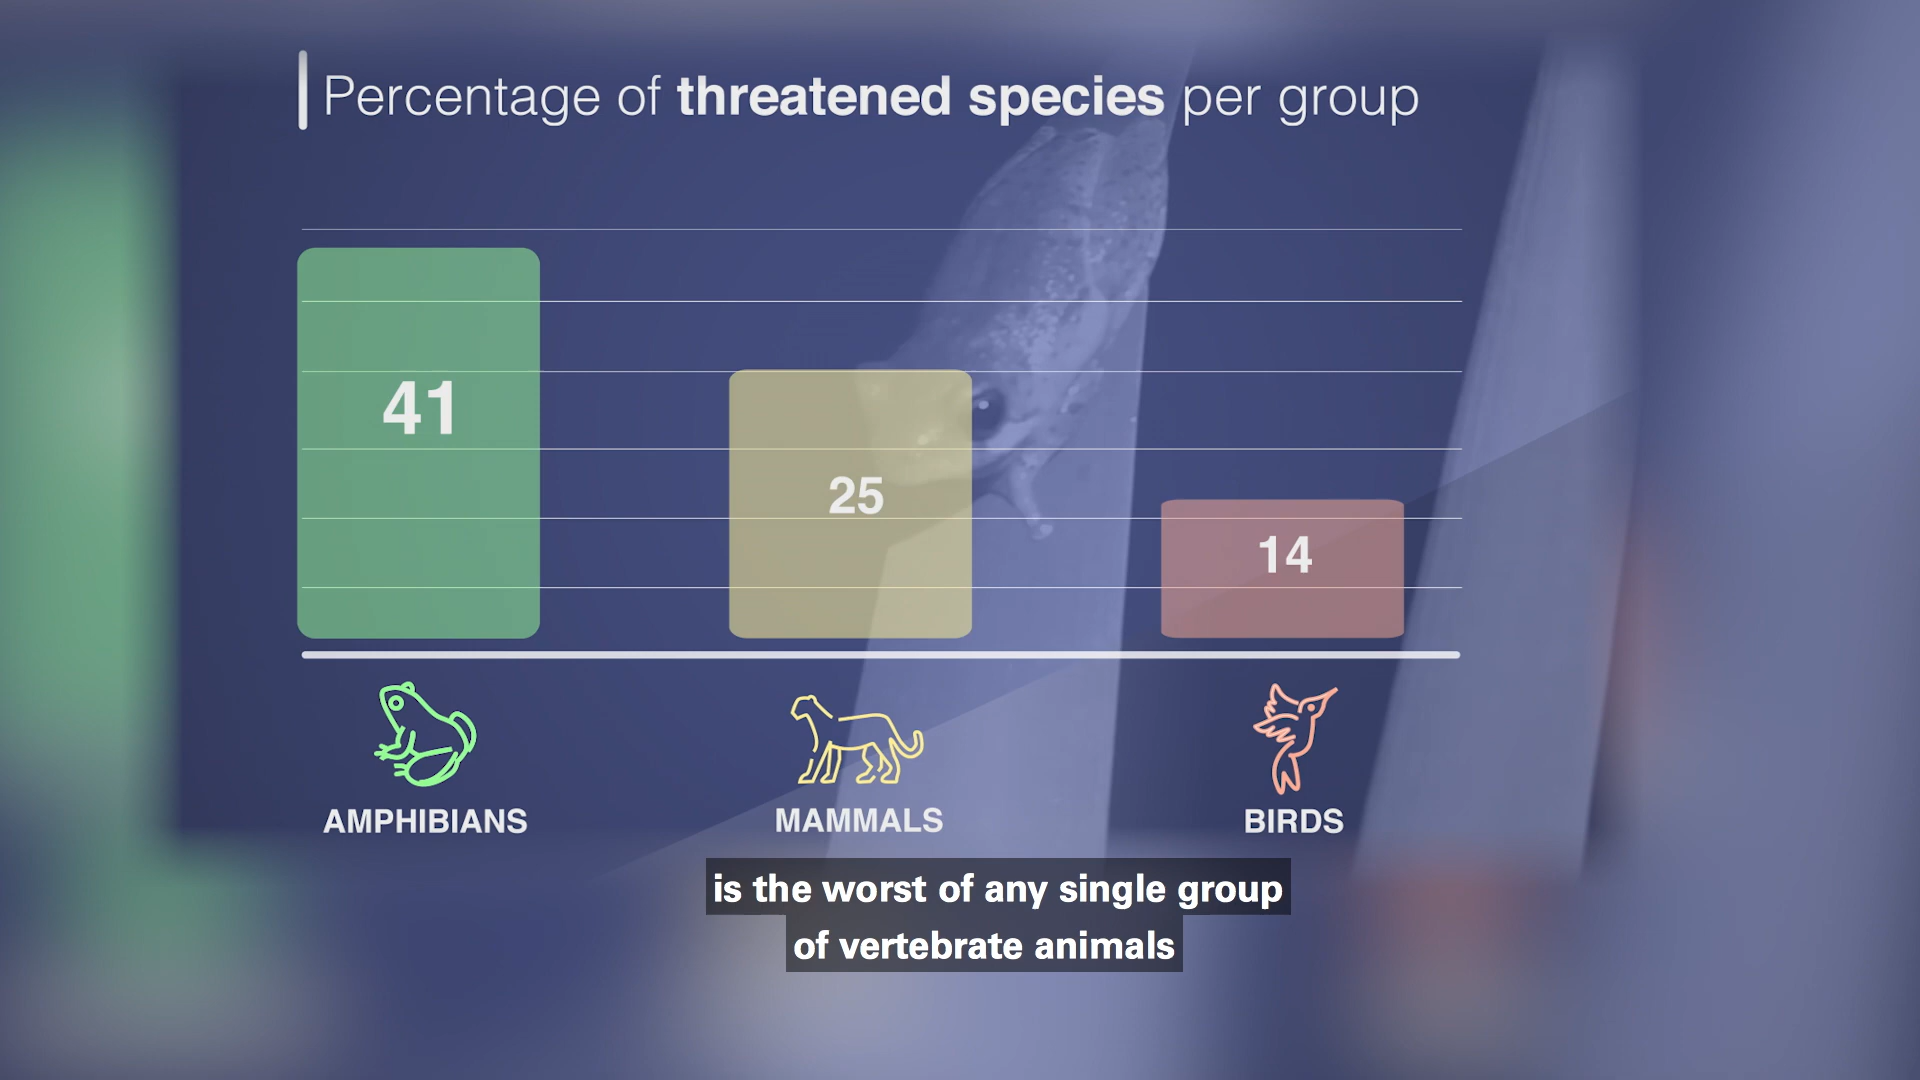 Percentage of threatened species per group
41
25
14
AMPHIBIANS
MAMMALS
BIRDS
is the worst of any single group
of vertebrate animals